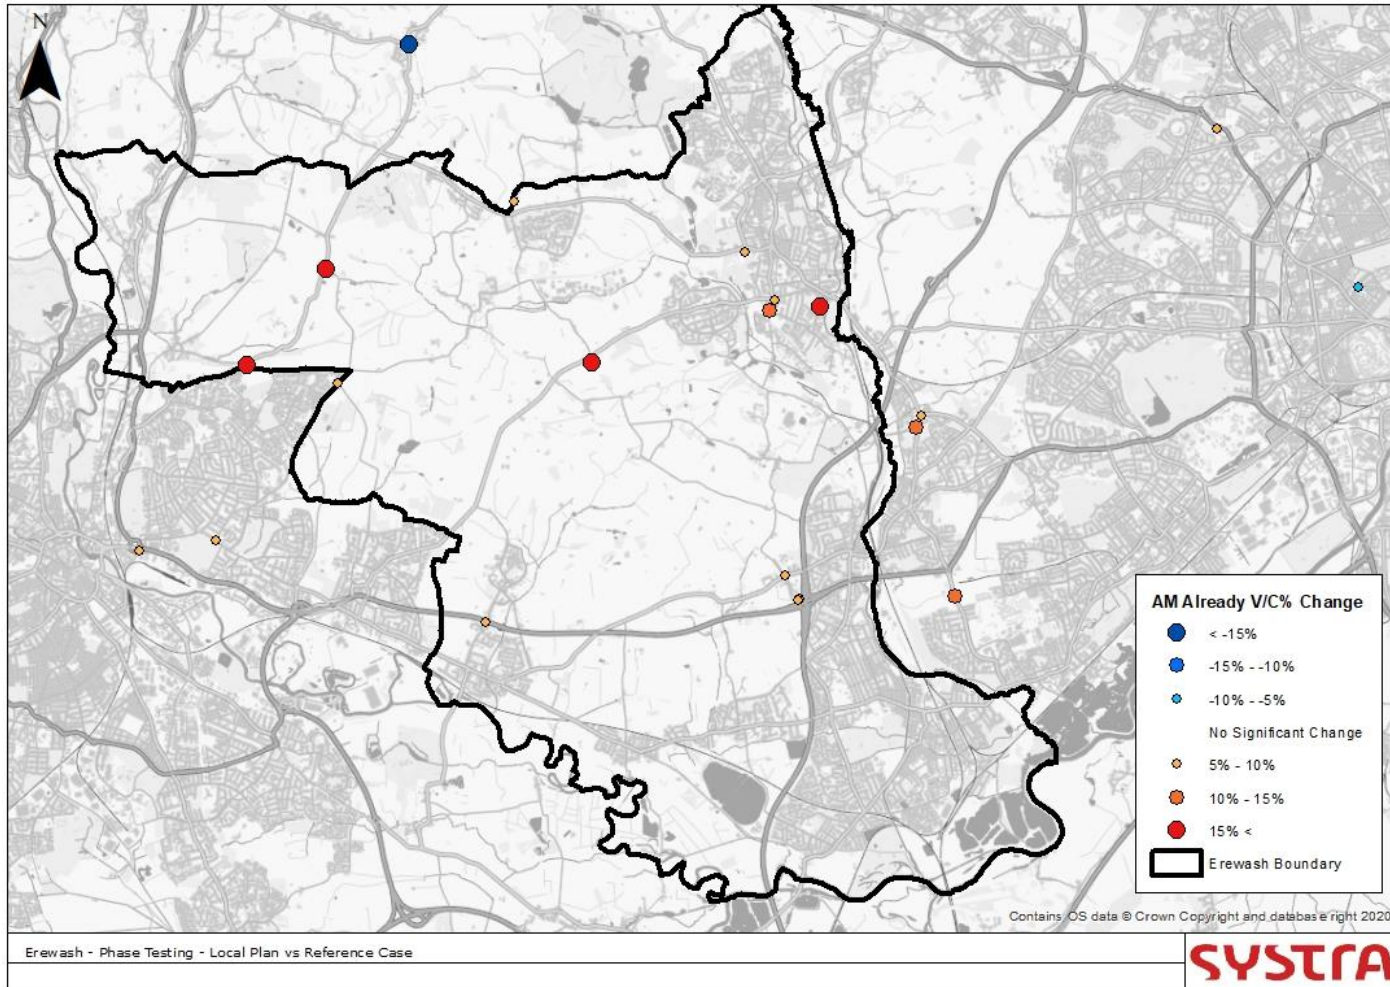 N
AM Already V/C% Change
< -15%
-15% - -10%
-10% - -5%
No Significant Change
5% - 10%
10% - 15%
15% <
Erewash Boundary
Contains OS data © Crown Copyright and database right 2020
Erewash - Phase Testing - Local Plan vs Reference Case
SYSTRA